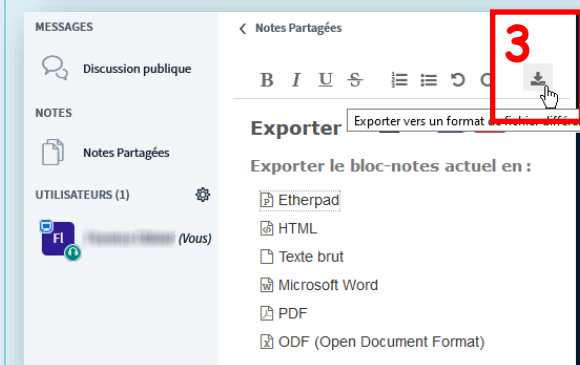 MESSAGES
Discussion publique
NOTES
Notes Partagées
UTILISATEURS (1)
FI
(Vous)
Notes Partagées
3
B I U S
Exporter vers un format de fichier différe
Exporter
Exporter le bloc-notes actuel en :
Etherpad
HTML
Texte brut
Microsoft Word
PDF
ODF (Open Document Format)